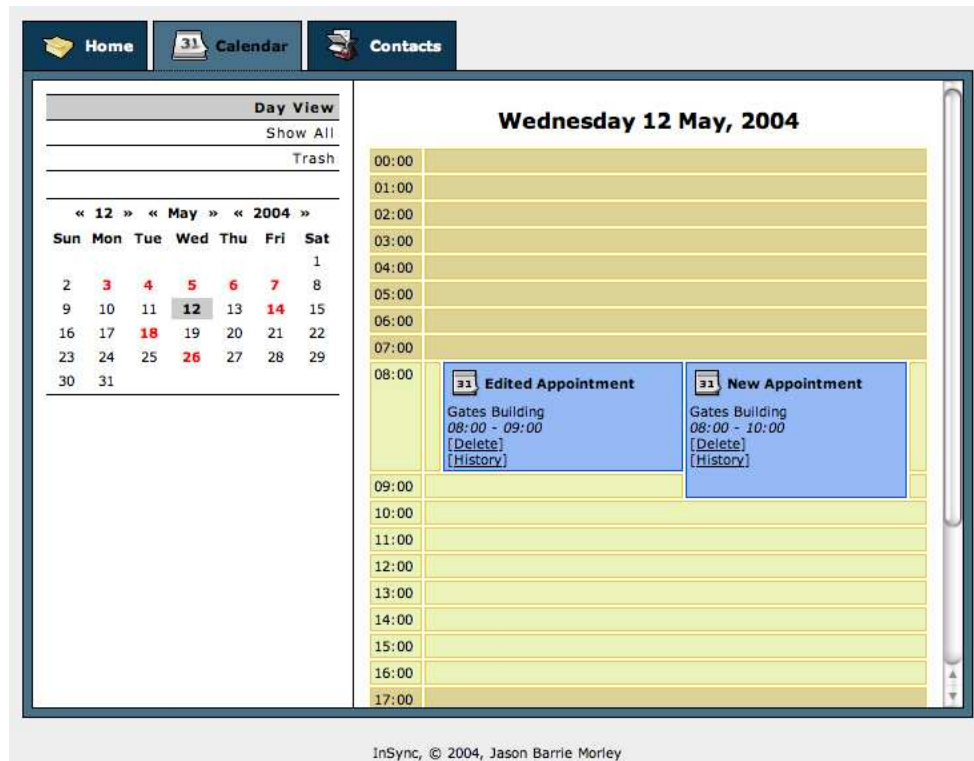 Home
31 Calendar
Contacts
Day View
Show All
Trash
« 12 » « May » « 2004 »
Sun Mon Tue Wed Thu Fri Sat
1
2 3 4 5 6 7 8
9 10 11 12 13 14 15
16 17 18 19 20 21 22
23 24 25 26 27 28 29
30 31
Wednesday 12 May, 2004
00:00
01:00
02:00
03:00
04:00
05:00
06:00
07:00
08:00
31 Edited Appointment
Gates Building
08:00 - 09:00
[Delete]
[History]
31 New Appointment
Gates Building
08:00 - 10:00
[Delete]
[History]
09:00
10:00
11:00
12:00
13:00
14:00
15:00
16:00
17:00
InSync, © 2004, Jason Barrie Morley